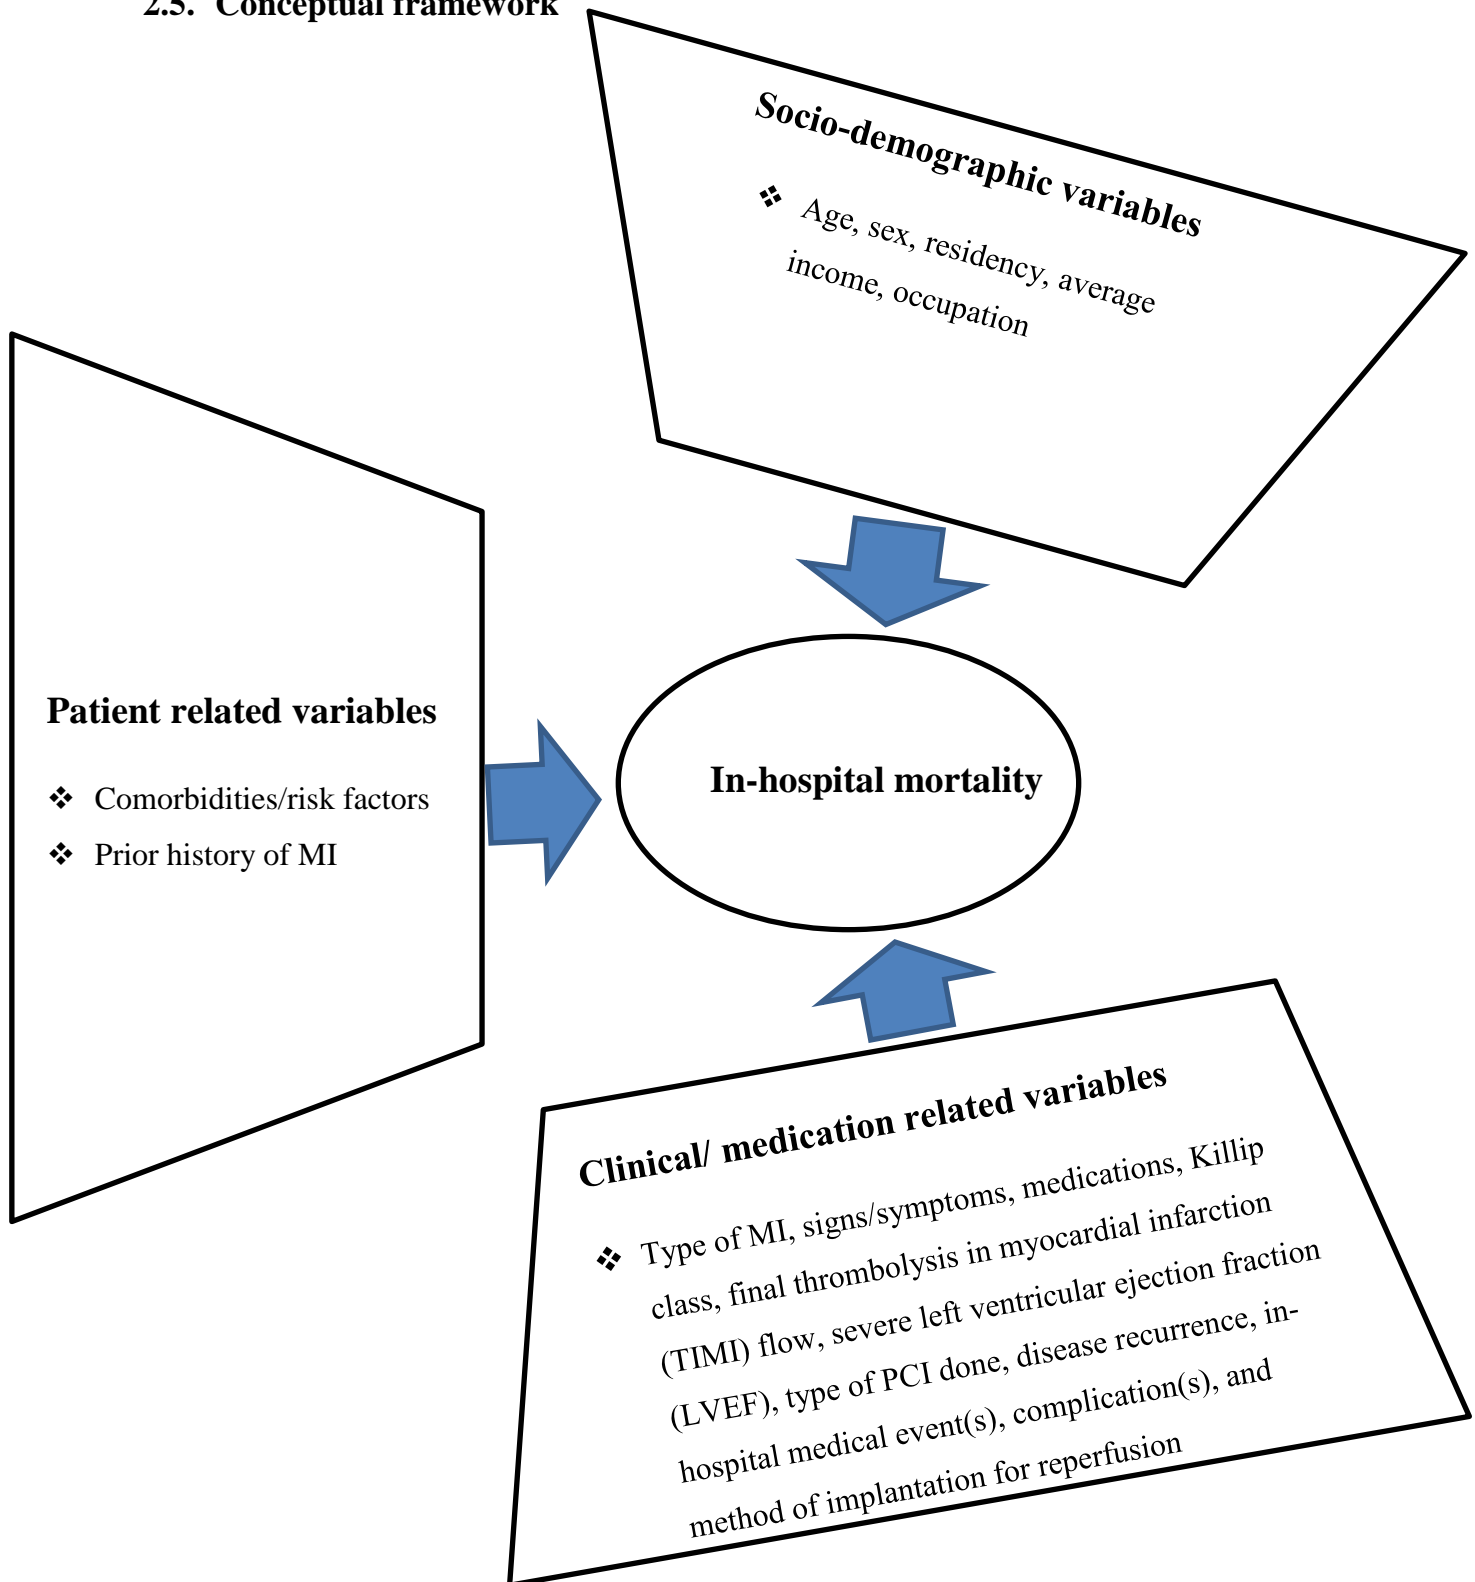 2.5. Conceptual framework
Socio-demographic variables
❖ Age, sex, residency, average
income, occupation
Patient related variables
❖ Comorbidities/risk factors
❖ Prior history of MI
In-hospital mortality
Clinical/ medication related variables
❖ Type of MI, signs/symptoms, medications, Killip
class, final thrombolysis in myocardial infarction
(TIMI) flow, severe left ventricular ejection fraction
(LVEF), type of PCI done, disease recurrence, in-
hospital medical event(s), complication(s), and
method of implantation for reperfusion